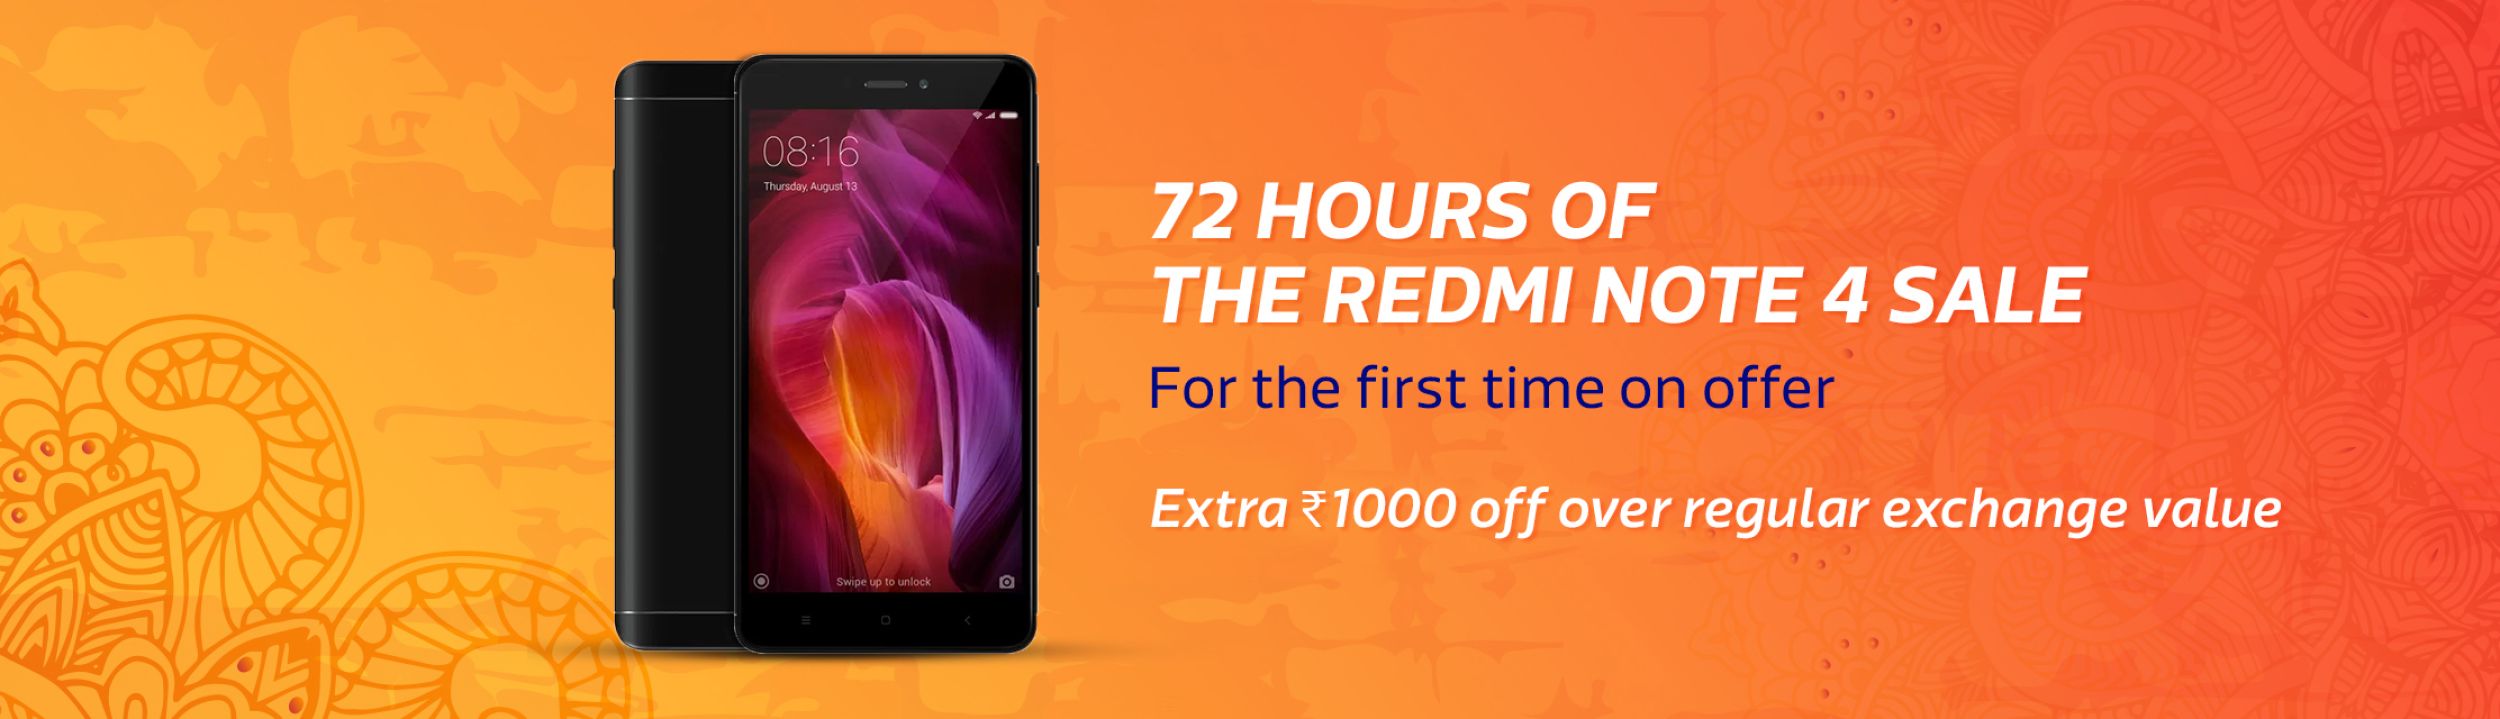 08:16
Thursday, August 13
Swipe up to unlock
72 HOURS OF
THE REDMI NOTE 4 SALE
For the first time on offer
Extra ₹1000 off over regular exchange value